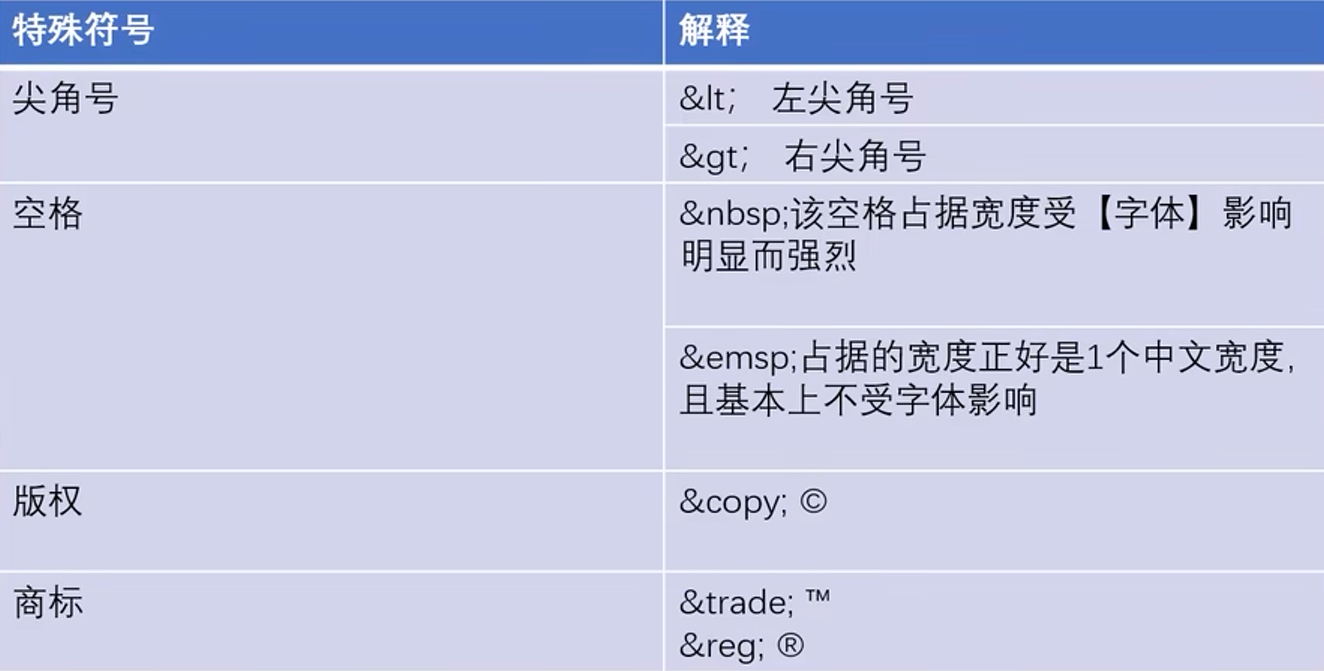 特殊符号 解释
尖角号 &lt; 左尖角号
&gt; 右尖角号
空格 &nbsp;该空格占据宽度受【字体】影响
明显而强烈
&emsp;占据的宽度正好是1个中文宽度,
且基本上不受字体影响
版权 &copy; ©
商标 &trade; ™
&reg; ®